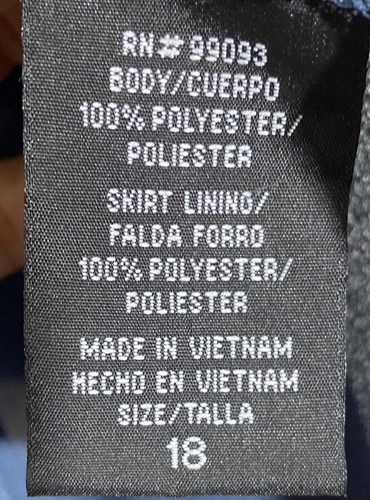 RN# 99093
BODY/CUERPO
100% POLYESTER/
POLIESTER
SKIRT LINING/
FALDA FORRO
100% POLYESTER/
POLIESTER
MADE IN VIETNAM
HECHO EN VIETNAM
SIZE/TALLA
18